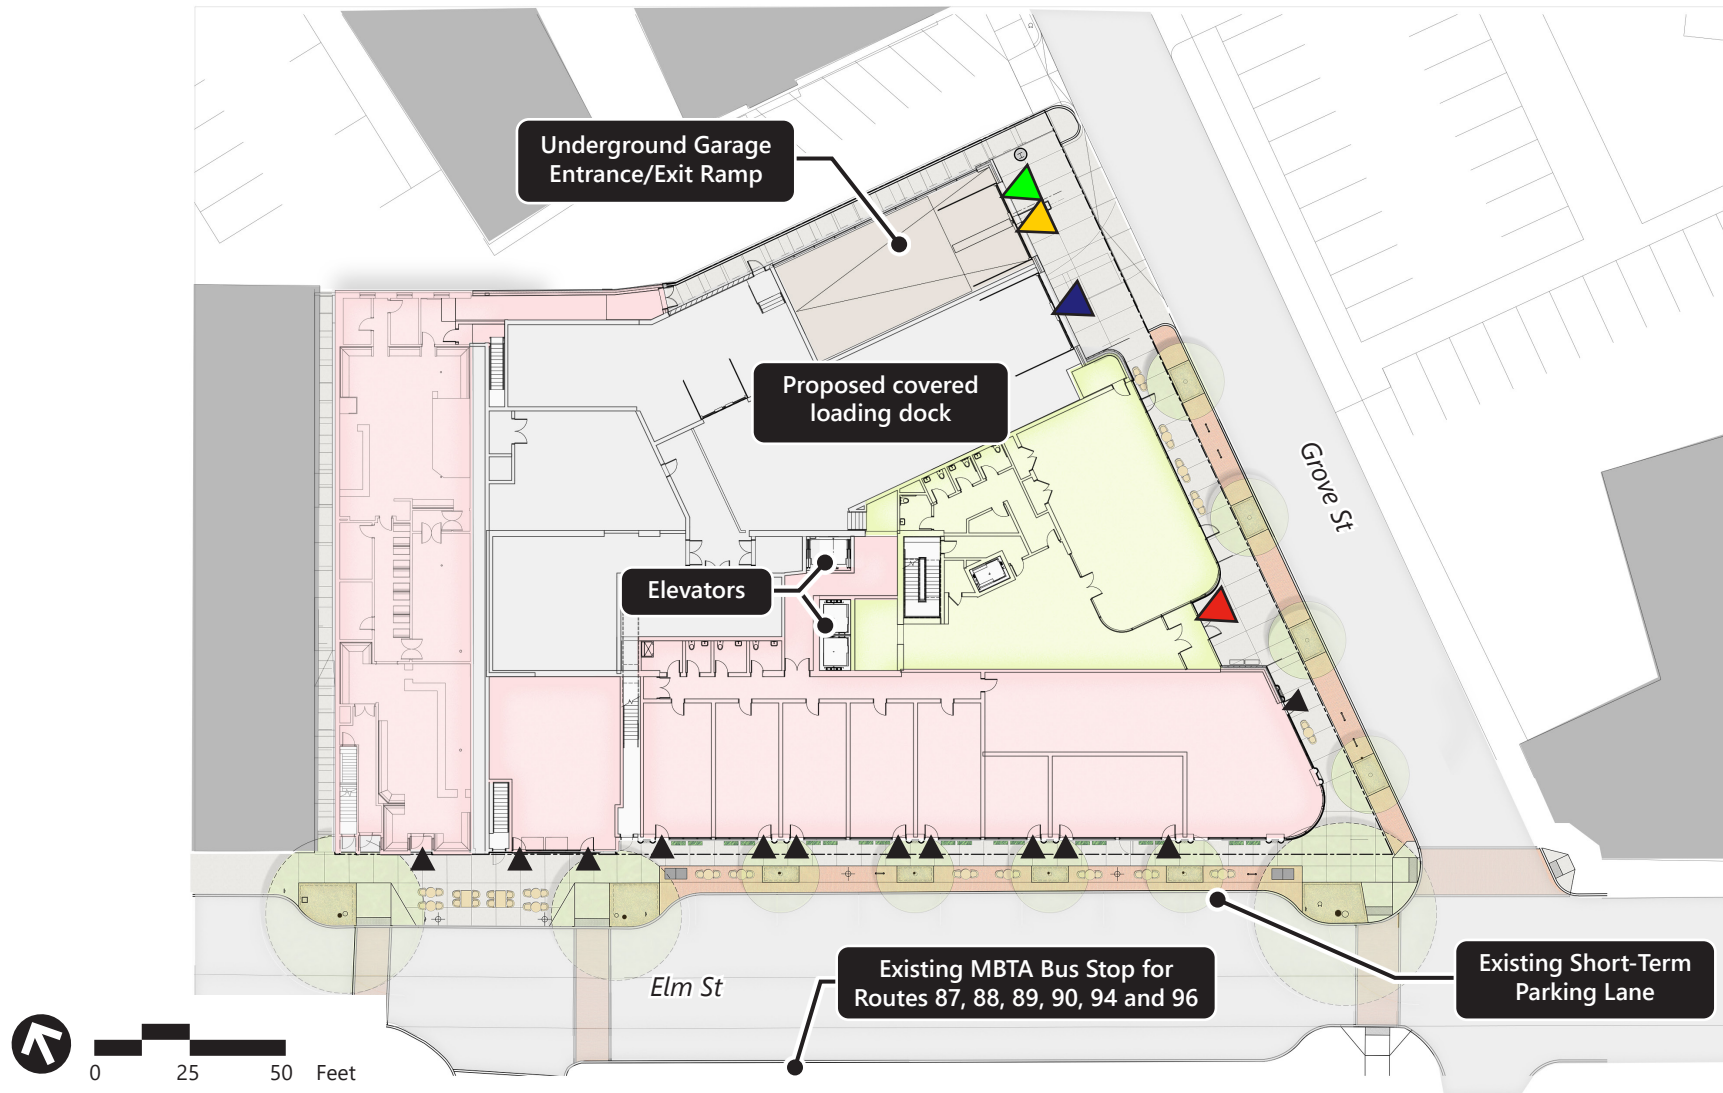 Underground Garage
Entrance/Exit Ramp
Proposed covered
loading dock
Grove St
Elevators
Elm St
Existing MBTA Bus Stop for
Routes 87, 88, 89, 90, 94 and 96
Existing Short-Term
Parking Lane
0 25 50 Feet